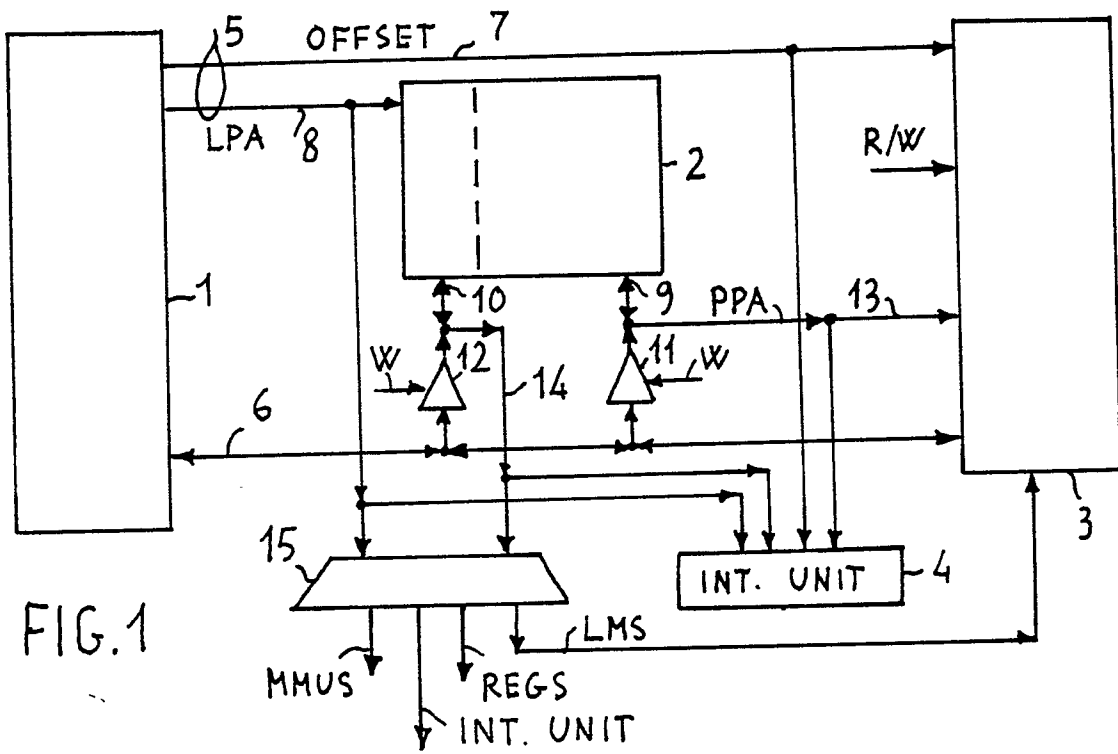 5
OFFSET
7
LPA
8
R/W
2
1
10
9
PPA
13
W
12
11
W
14
6
3
15
INT. UNIT
4
FIG.1
LMS
MMUS
REGS
INT. UNIT